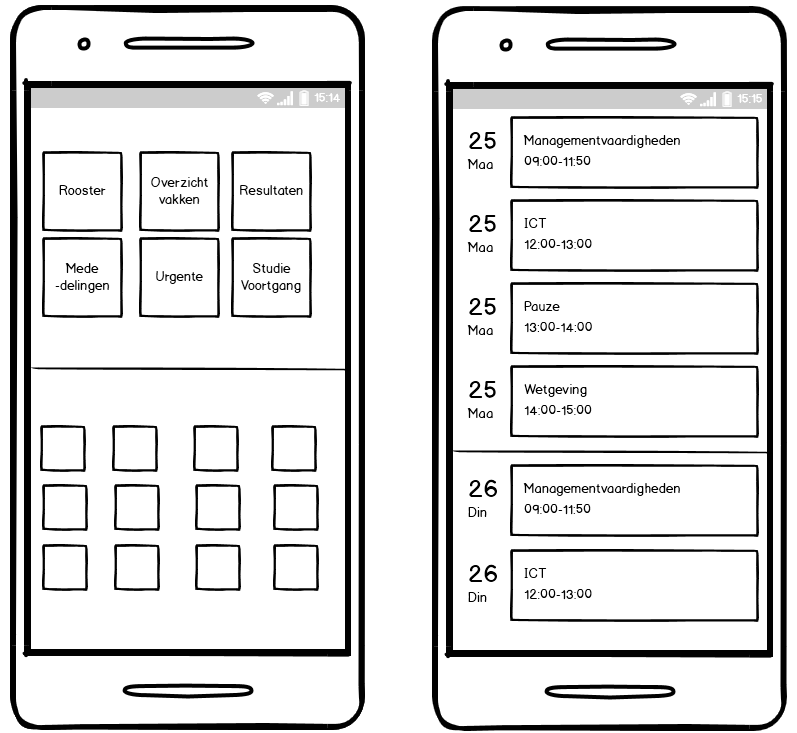 15:14
Rooster
Overzicht
vakken
Resultaten
Mede
-delingen
Urgente
Studie
Voortgang
15:15
25
Maa
Managementvaardigheden
09:00-11:50
25
Maa
ICT
12:00-13:00
25
Maa
Pauze
13:00-14:00
25
Maa
Wetgeving
14:00-15:00
26
Din
Managementvaardigheden
09:00-11:50
26
Din
ICT
12:00-13:00